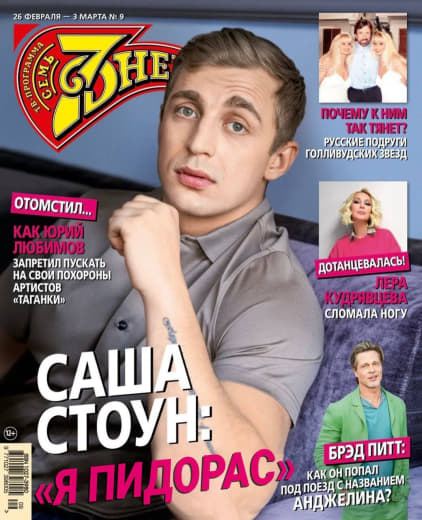 26 ФЕВРАЛЯ — 3 МАРТА № 9
ТВ-ПРОГРАММА
СЕМЬ
7ДНЕ
ПОЧЕМУ К НИМ
ТАК ТЯНЕТ?
РУССКИЕ ПОДРУГИ
ГОЛЛИВУДСКИХ ЗВЕЗД
ОТОМСТИЛ...
КАК ЮРИЙ
ЛЮБИМОВ
ЗАПРЕТИЛ ПУСКАТЬ
НА СВОИ ПОХОРОНЫ
АРТИСТОВ
«ТАГАНКИ»
ДОТАНЦЕВАЛАСЬ!
ЛЕРА
КУДРЯВЦЕВА
СЛОМАЛА НОГУ
САША
СТОУН:
«Я ПИДОРАС»
12+
БРЭД ПИТТ:
КАК ОН ПОПАЛ
ПОД ПОЕЗД С НАЗВАНИЕМ
АНДЖЕЛИНА?